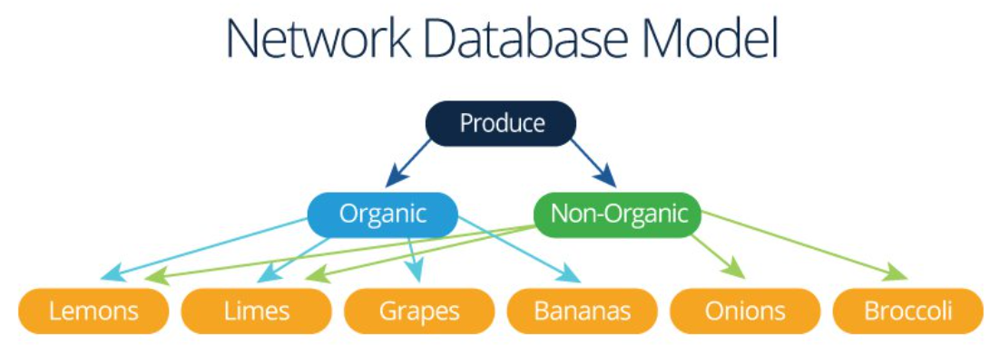 Network Database Model
Produce
Organic
Non-Organic
Lemons
Limes
Grapes
Bananas
Onions
Broccoli